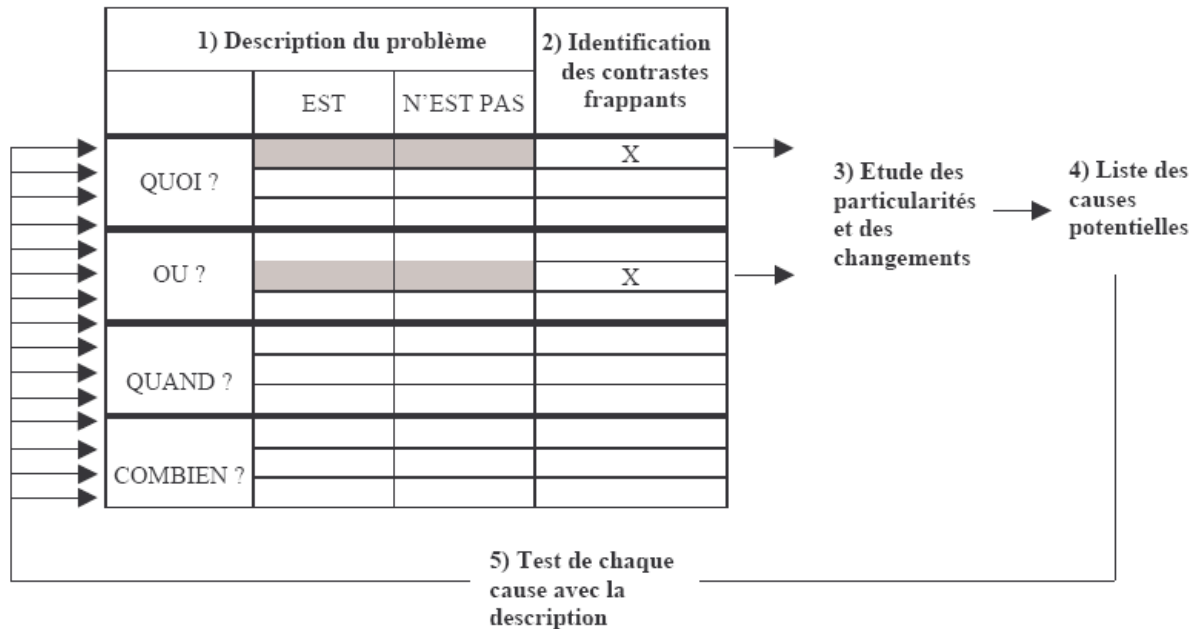 1) Description du problème
2) Identification
des contrastes
frappants
EST
N'EST PAS
QUOI ?
X
OU ?
X
QUAND ?
COMBIEN ?
3) Etude des
particularités
et des
changements
4) Liste des
causes
potentielles
5) Test de chaque
cause avec la
description